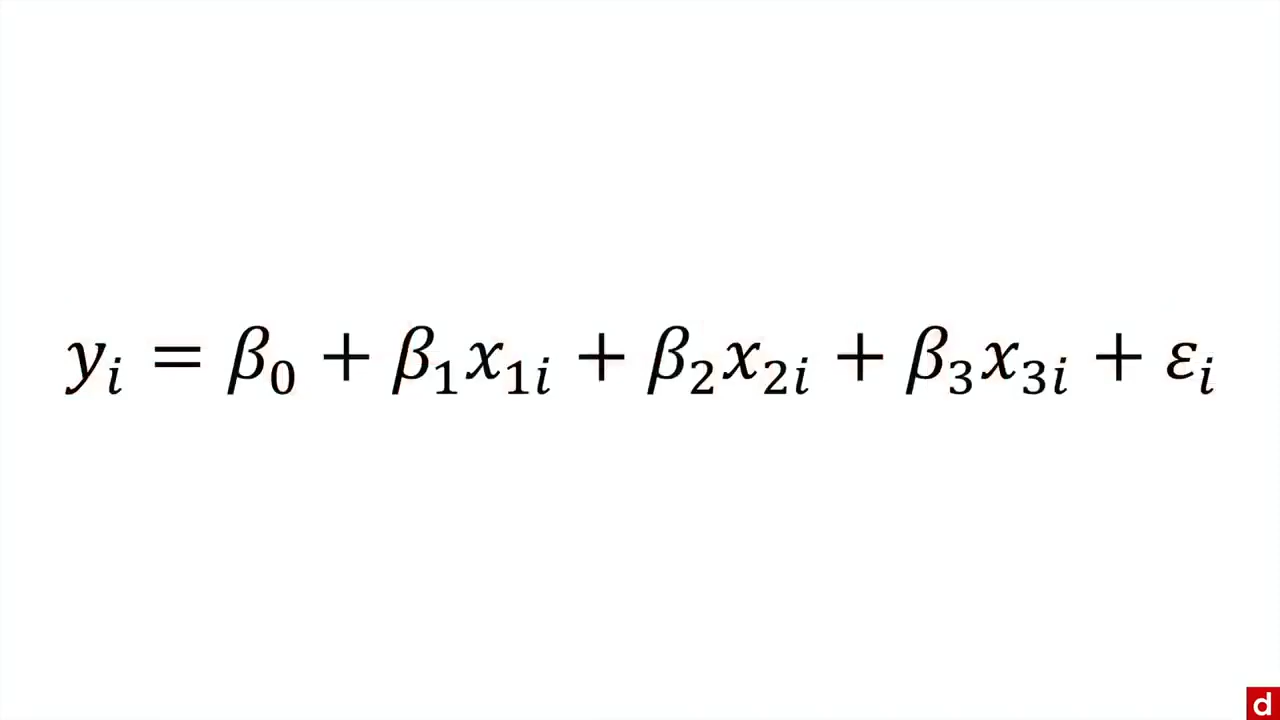 yᵢ = β₀ + β₁x₁ᵢ + β₂x₂ᵢ + β₃x₃ᵢ + εᵢ
d